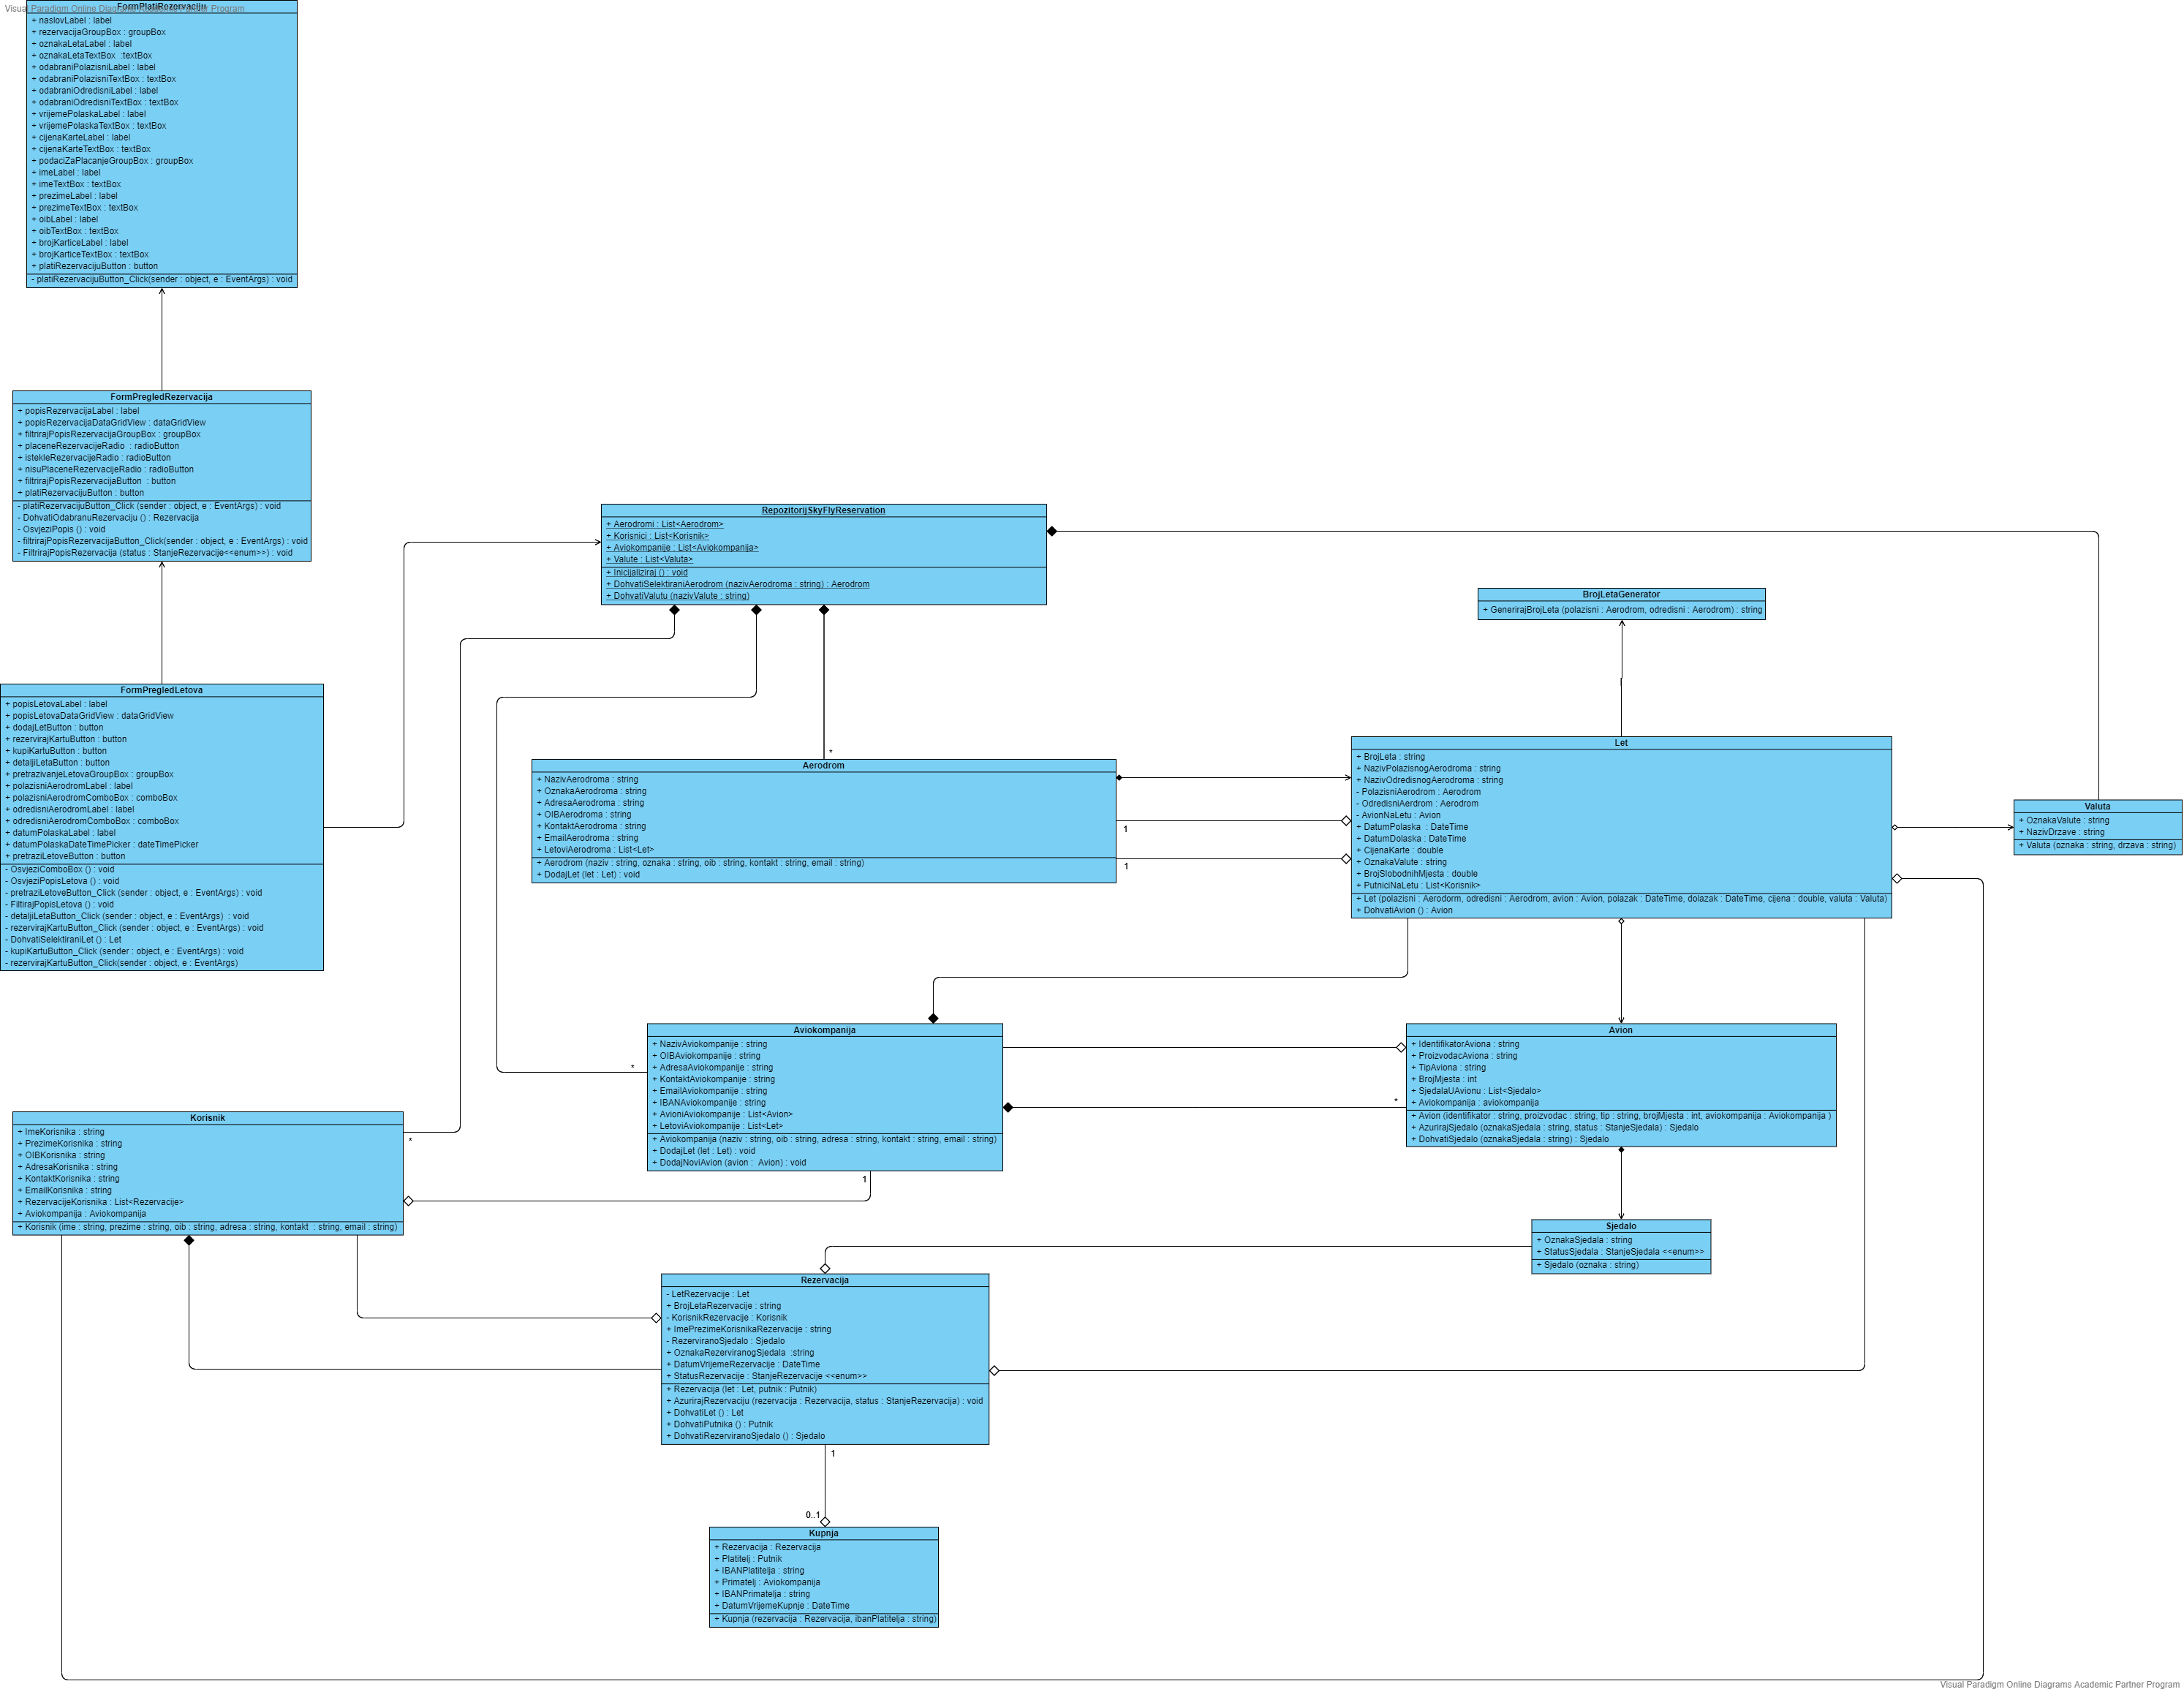 Visual Paradigm Online Diagrams Academic Partner Program
FormPlatiRezervaciju
+ naslovLabel : label
+ rezervacijaGroupBox : groupBox
+ oznakaLetaLabel : label
+ oznakaLetaTextBox  :textBox
+ odabraniPolazisniLabel : label
+ odabraniPolazisniTextBox : textBox
+ odabraniOdredisniLabel : label
+ odabraniOdredisniTextBox : textBox
+ vrijemePolaskaLabel : label
+ vrijemePolaskaTextBox : textBox
+ cijenaKarteLabel : label
+ cijenaKarteTextBox : textBox
+ podaciZaPlacanjeGroupBox : groupBox
+ imeLabel : label
+ imeTextBox : textBox
+ prezimeLabel : label
+ prezimeTextBox : textBox
+ oibLabel : label
+ oibTextBox : textBox
+ brojKarticeLabel : label
+ brojKarticeTextBox : textBox
+ platiRezervacijuButton : button
- platiRezervacijuButton_Click(sender : object, e : EventArgs) : void
FormPregledRezervacija
+ popisRezervacijaLabel : label
+ popisRezervacijaDataGridView : dataGridView
+ filtrirajPopisRezervacijaGroupBox : groupBox
+ placeneRezervacijeRadio  : radioButton
+ istekleRezervacijeRadio : radioButton
+ nisuPlaceneRezervacijeRadio : radioButton
+ filtrirajPopisRezervacijaButton  : button
+ platiRezervacijuButton : button
- platiRezervacijuButton_Click (sender : object, e : EventArgs) : void
- DohvatiOdabranuRezervaciju () : Rezervacija
- OsvjeziPopis () : void
- filtrirajPopisRezervacijaButton_Click(sender : object, e : EventArgs) : void
- FiltrirajPopisRezervacija (status : StanjeRezervacije<<enum>>) : void
RepozitorijSkyFlyReservation
+ Aerodromi : List<Aerodrom>
+ Korisnici : List<Korisnik>
+ Aviokompanije : List<Aviokompanija>
+ Valute : List<Valuta>
+ Inicijaliziraj () : void
+ DohvatiSelektiraniAerodrom (nazivAerodroma : string) : Aerodrom
+ DohvatiValutu (nazivValute : string)
BrojLetaGenerator
+ GenerirajBrojLeta (polazisni : Aerodrom, odredisni : Aerodrom) : string
FormPregledLetova
+ popisLetovaLabel : label
+ popisLetovaDataGridView : dataGridView
+ dodajLetButton : button
+ rezervirajKartuButton : button
+ kupiKartuButton : button
+ detaljiLetaButton : button
+ pretrazivanjeLetovaGroupBox : groupBox
+ polazisniAerodromLabel : label
+ polazisniAerodromComboBox : comboBox
+ odredisniAerodromLabel : label
+ odredisniAerodromComboBox : comboBox
+ datumPolaskaLabel : label
+ datumPolaskaDateTimePicker : dateTimePicker
+ pretraziLetoveButton : button
- OsvjeziComboBox () : void
- OsvjeziPopisLetova () : void
- pretraziLetoveButton_Click (sender : object, e : EventArgs) : void
- FiltirajPopisLetova () : void
- detaljiLetaButton_Click (sender : object, e : EventArgs)  : void
- rezervirajKartuButton_Click (sender : object, e : EventArgs) : void
- DohvatiSelektiraniLet () : Let
- kupiKartuButton_Click (sender : object, e : EventArgs) : void
- rezervirajKartuButton_Click(sender : object, e : EventArgs)
*
Aerodrom
+ NazivAerodroma : string
+ OznakaAerodroma : string
+ AdresaAerodroma : string
+ OIBAerodroma : string
+ KontaktAerodroma : string
+ EmailAerodroma : string
+ LetoviAerodroma : List<Let>
+ Aerodrom (naziv : string, oznaka : string, oib : string, kontakt : string, email : string)
+ DodajLet (let : Let) : void
1
1
Let
+ BrojLeta : string
+ NazivPolazisnogAerodroma : string
+ NazivOdredisnogAerodroma : string
- PolazisniAerodrom : Aerodrom
- OdredisniAerdrom : Aerodrom
- AvionNaLetu : Avion
+ DatumPolaska  : DateTime
+ DatumDolaska : DateTime
+ CijenaKarte : double
+ OznakaValute : string
+ BrojSlobodnihMjesta : double
+ PutniciNaLetu : List<Korisnik>
+ Let (polazisni : Aerodorm, odredisni : Aerodrom, avion : Avion, polazak : DateTime, dolazak : DateTime, cijena : double, valuta : Valuta)
+ DohvatiAvion () : Avion
Valuta
+ OznakaValute : string
+ NazivDrzave : string
+ Valuta (oznaka : string, drzava : string)
*
Aviokompanija
+ NazivAviokompanije : string
+ OIBAviokompanije : string
+ AdresaAviokompanije : string
+ KontaktAviokompanije : string
+ EmailAviokompanije : string
+ IBANAviokompanije : string
+ AvioniAviokompanije : List<Avion>
+ LetoviAviokompanije : List<Let>
+ Aviokompanija (naziv : string, oib : string, adresa : string, kontakt : string, email : string)
+ DodajLet (let : Let) : void
+ DodajNoviAvion (avion :  Avion) : void
1
*
Avion
+ IdentifikatorAviona : string
+ ProizvodacAviona : string
+ TipAviona : string
+ BrojMjesta : int
+ SjedalaUAvionu : List<Sjedalo>
+ Aviokompanija : aviokompanija
+ Avion (identifikator : string, proizvodac : string, tip : string, brojMjesta : int, aviokompanija : Aviokompanija )
+ AzurirajSjedalo (oznakaSjedala : string, status : StanjeSjedala) : Sjedalo
+ DohvatiSjedalo (oznakaSjedala : string) : Sjedalo
Korisnik
+ ImeKorisnika : string
+ PrezimeKorisnika : string
+ OIBKorisnika : string
+ AdresaKorisnika : string
+ KontaktKorisnika : string
+ EmailKorisnika : string
+ RezervacijeKorisnika : List<Rezervacije>
+ Aviokompanija : Aviokompanija
+ Korisnik (ime : string, prezime : string, oib : string, adresa : string, kontakt  : string, email : string)
*
Sjedalo
+ OznakaSjedala : string
+ StatusSjedala : StanjeSjedala <<enum>>
+ Sjedalo (oznaka : string)
Rezervacija
- LetRezervacije : Let
+ BrojLetaRezervacije : string
- KorisnikRezervacije : Korisnik
+ ImePrezimeKorisnikaRezervacije : string
- RezerviranoSjedalo : Sjedalo
+ OznakaRezerviranogSjedala  :string
+ DatumVrijemeRezervacije : DateTime
+ StatusRezervacije : StanjeRezervacije <<enum>>
+ Rezervacija (let : Let, putnik : Putnik)
+ AzurirajRezervaciju (rezervacija : Rezervacija, status : StanjeRezervacija) : void
+ DohvatiLet () : Let
+ DohvatiPutnika () : Putnik
+ DohvatiRezerviranoSjedalo () : Sjedalo
1
0..1
Kupnja
+ Rezervacija : Rezervacija
+ Platitelj : Putnik
+ IBANPlatitelja : string
+ Primatelj : Aviokompanija
+ IBANPrimatelja : string
+ DatumVrijemeKupnje : DateTime
+ Kupnja (rezervacija : Rezervacija, ibanPlatitelja : string)
Visual Paradigm Online Diagrams Academic Partner Program